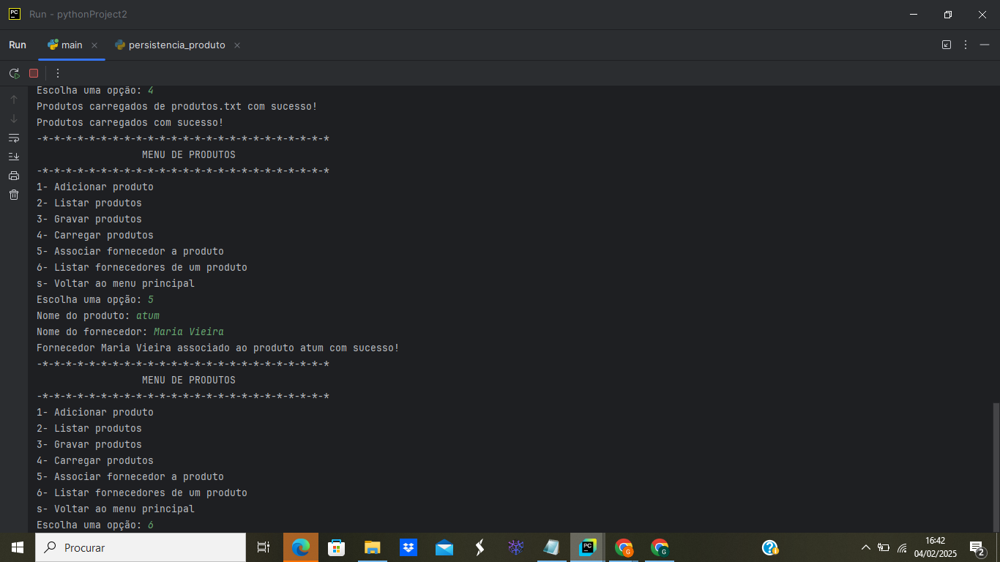 Run - pythonProject2
Run main persistencia_produto
Escolha uma opção: 4
Produtos carregados de produtos.txt com sucesso!
Produtos carregados com sucesso!
-*-*-*-*-*-*-*-*-*-*-*-*-*-*-*-*-*-*-*-*-*-*-*-*-*
MENU DE PRODUTOS
-*-*-*-*-*-*-*-*-*-*-*-*-*-*-*-*-*-*-*-*-*-*-*-*-*
1- Adicionar produto
2- Listar produtos
3- Gravar produtos
4- Carregar produtos
5- Associar fornecedor a produto
6- Listar fornecedores de um produto
s- Voltar ao menu principal
Escolha uma opção: 5
Nome do produto: atum
Nome do fornecedor: Maria Vieira
Fornecedor Maria Vieira associado ao produto atum com sucesso!
-*-*-*-*-*-*-*-*-*-*-*-*-*-*-*-*-*-*-*-*-*-*-*-*-*
MENU DE PRODUTOS
-*-*-*-*-*-*-*-*-*-*-*-*-*-*-*-*-*-*-*-*-*-*-*-*-*
1- Adicionar produto
2- Listar produtos
3- Gravar produtos
4- Carregar produtos
5- Associar fornecedor a produto
6- Listar fornecedores de um produto
s- Voltar ao menu principal
Escolha uma opção: 6
Procurar
16:42
04/02/2025
2